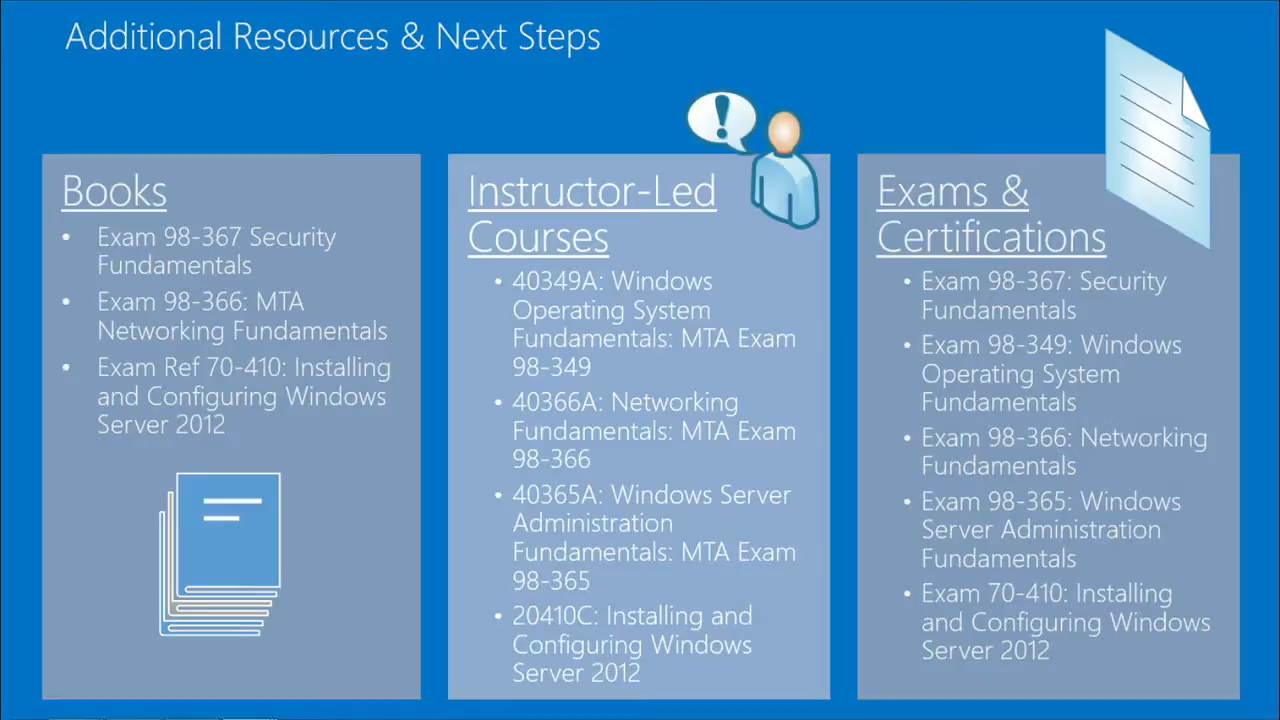 Additional Resources & Next Steps
Books
• Exam 98-367 Security
Fundamentals
• Exam 98-366: MTA
Networking Fundamentals
• Exam Ref 70-410: Installing
and Configuring Windows
Server 2012
Instructor-Led
Courses
• 40349A: Windows
Operating System
Fundamentals: MTA Exam
98-349
• 40366A: Networking
Fundamentals: MTA Exam
98-366
• 40365A: Windows Server
Administration
Fundamentals: MTA Exam
98-365
• 20410C: Installing and
Configuring Windows
Server 2012
Exams &
Certifications
• Exam 98-367: Security
Fundamentals
• Exam 98-349: Windows
Operating System
Fundamentals
• Exam 98-366: Networking
Fundamentals
• Exam 98-365: Windows
Server Administration
Fundamentals
• Exam 70-410: Installing
and Configuring Windows
Server 2012